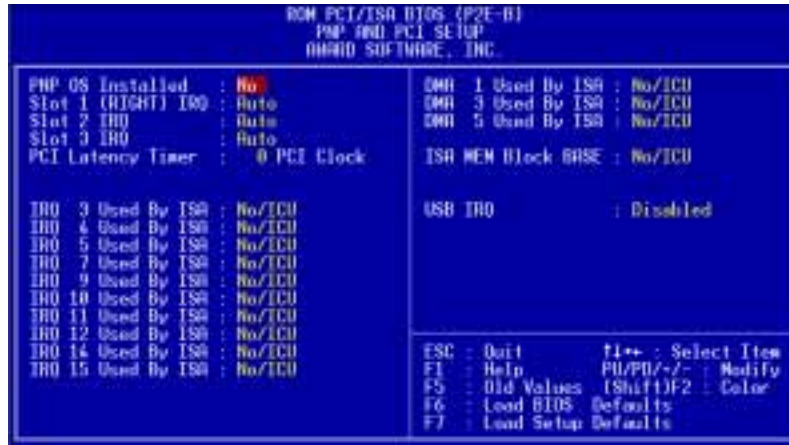 ROM PCI/ISA BIOS (P2E-B)
PNP AND PCI SETUP
AWARD SOFTWARE, INC.
PNP OS Installed : No
Slot 1 (RIGHT) IRQ : Auto
Slot 2 IRQ : Auto
Slot 3 IRQ : Auto
PCI Latency Timer : 0 PCI Clock
IRQ 3 Used By ISA : No/ICU
IRQ 4 Used By ISA : No/ICU
IRQ 5 Used By ISA : No/ICU
IRQ 7 Used By ISA : No/ICU
IRQ 9 Used By ISA : No/ICU
IRQ 10 Used By ISA : No/ICU
IRQ 11 Used By ISA : No/ICU
IRQ 12 Used By ISA : No/ICU
IRQ 14 Used By ISA : No/ICU
IRQ 15 Used By ISA : No/ICU
DMA 1 Used By ISA : No/ICU
DMA 3 Used By ISA : No/ICU
DMA 5 Used By ISA : No/ICU
ISA MEM Block BASE : No/ICU
USB IRQ : Disabled
ESC : Quit ↑↓→← : Select Item
F1 : Help PU/PD/+/- : Modify
F5 : Old Values (Shift)F2 : Color
F6 : Load BIOS Defaults
F7 : Load Setup Defaults